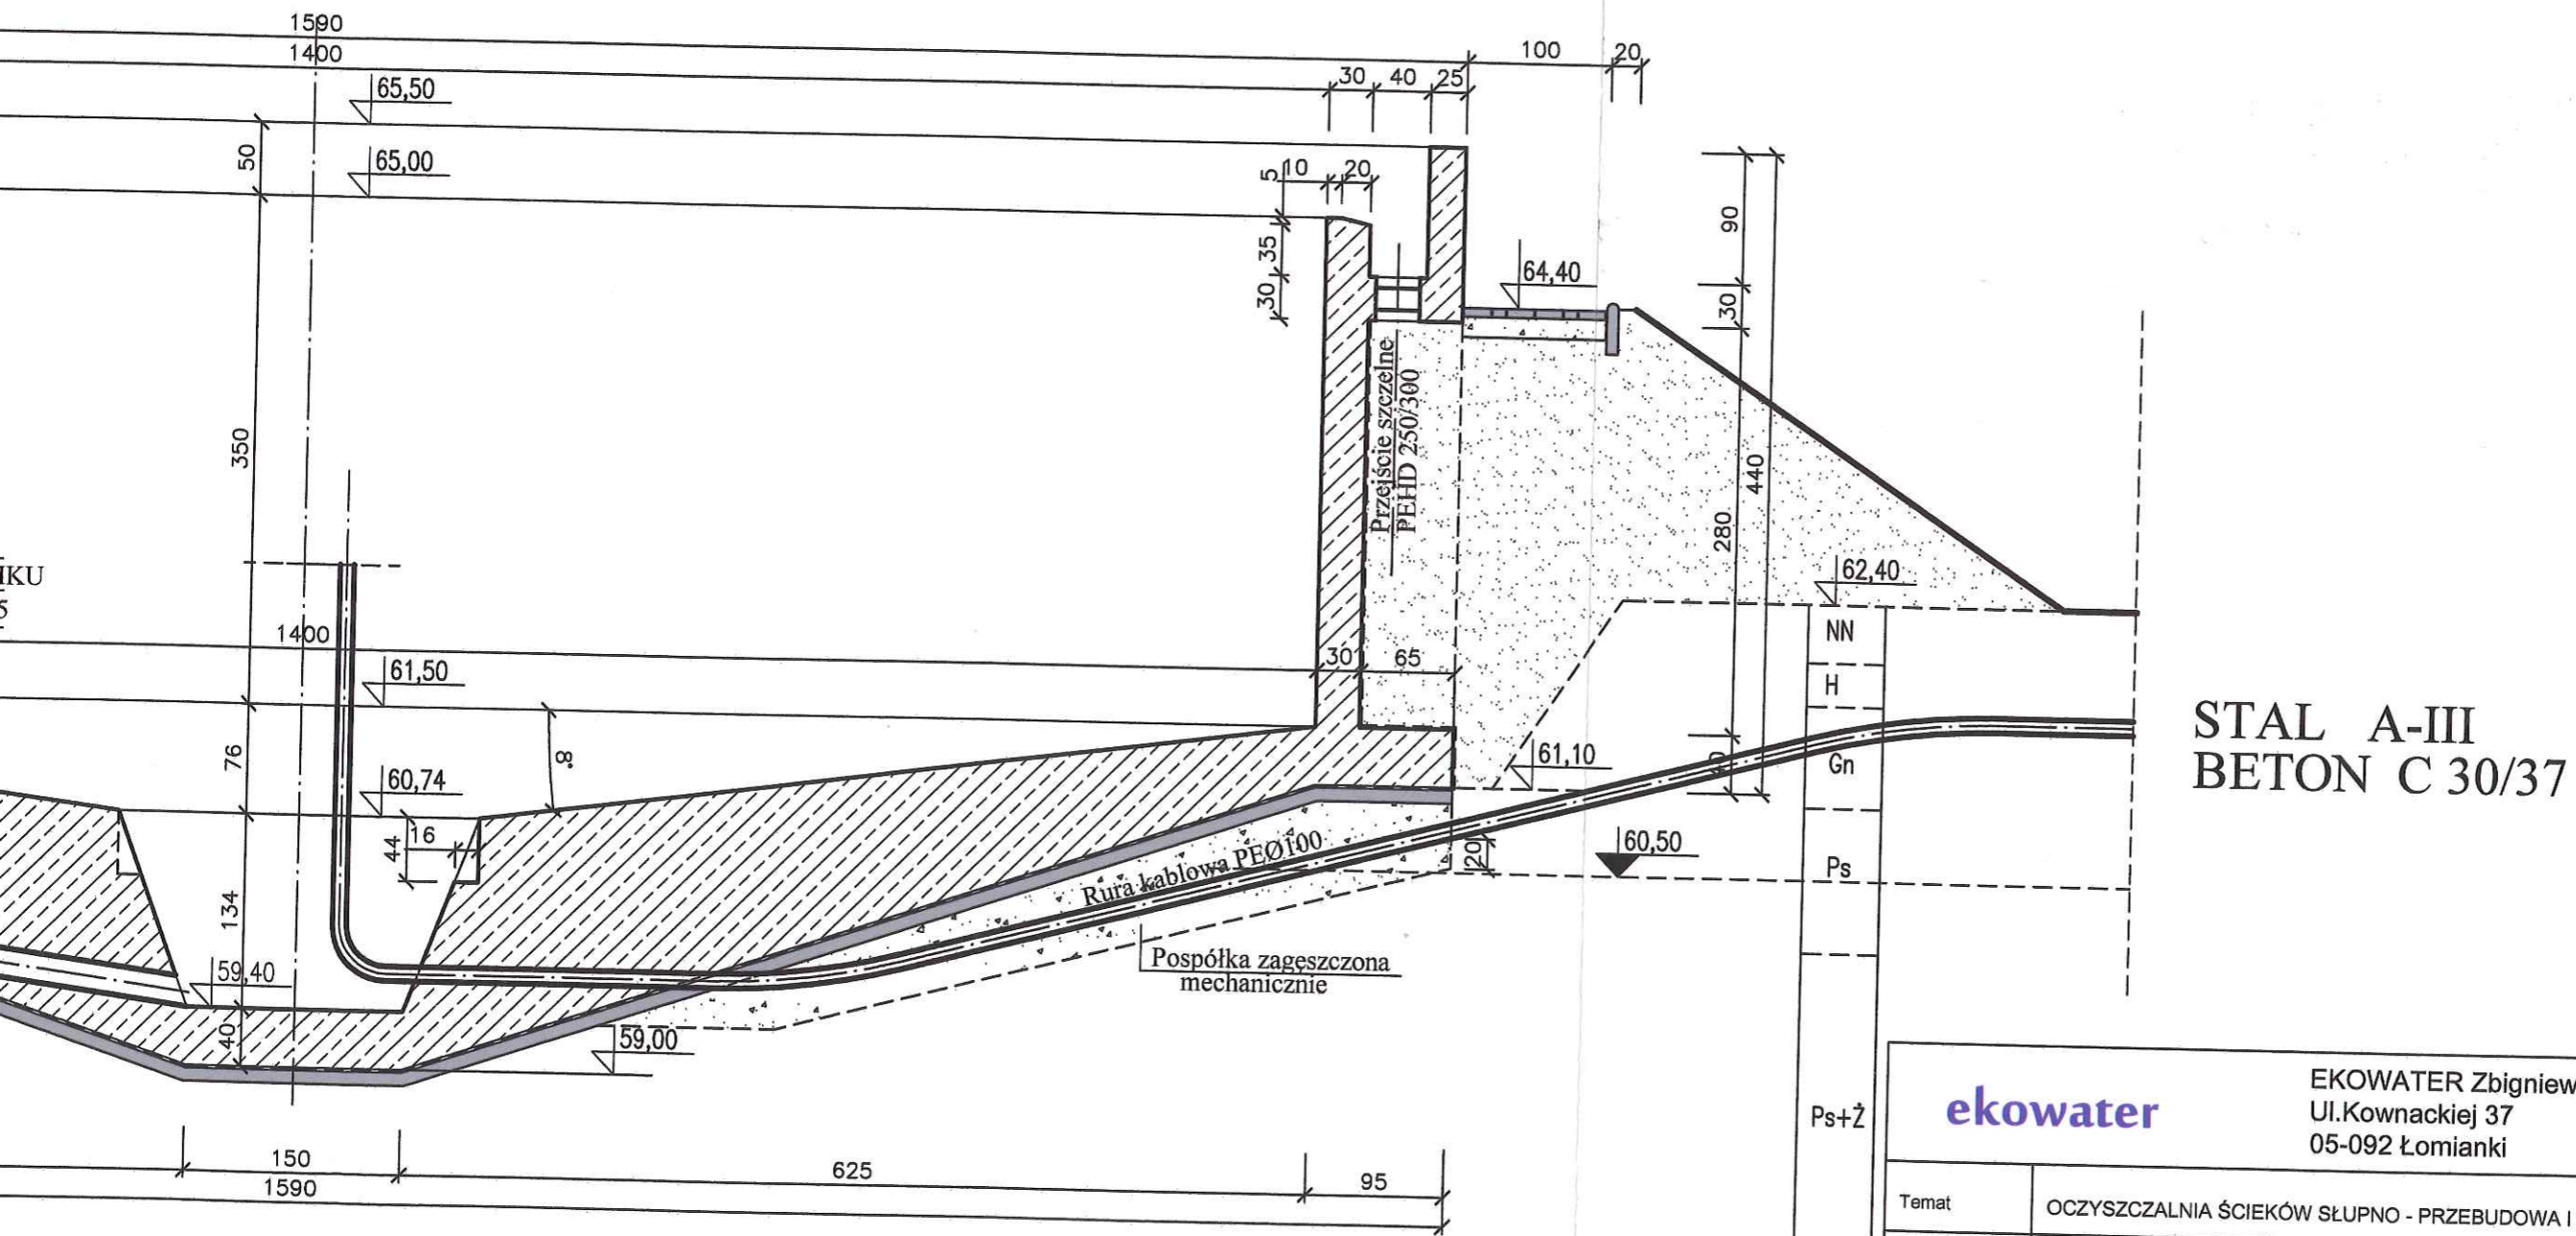 1590
1400
100
20
30
40
25
65,50
50
65,00
5
10
20
35
30
90
30
64,40
Przejście szczelne
PEHD 250/300
350
440
280
62,40
IKU
5
1400
30
65
NN
H
61,50
76
8°
61,10
Gn
STAL A-III
BETON C 30/37
60,74
44
16
60,50
Ps
20
Rura kablowa PEØ100
134
Pospółka zagęszczona
mechanicznie
59,40
40
59,00
Ps+Ż
ekowater
EKOWATER Zbigniew
Ul.Kownackiej 37
05-092 Łomianki
150
625
95
1590
Temat
OCZYSZCZALNIA ŚCIEKÓW SŁUPNO - PRZEBUDOWA I